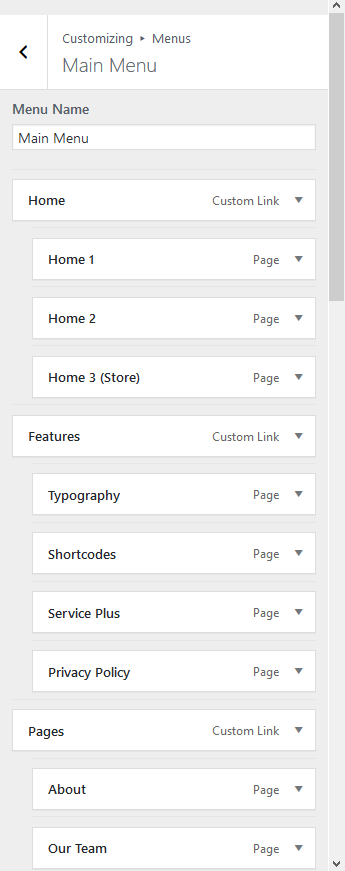 Customizing ▸ Menus
Main Menu
Menu Name
Main Menu
Home Custom Link
Home 1 Page
Home 2 Page
Home 3 (Store) Page
Features Custom Link
Typography Page
Shortcodes Page
Service Plus Page
Privacy Policy Page
Pages Custom Link
About Page
Our Team Page